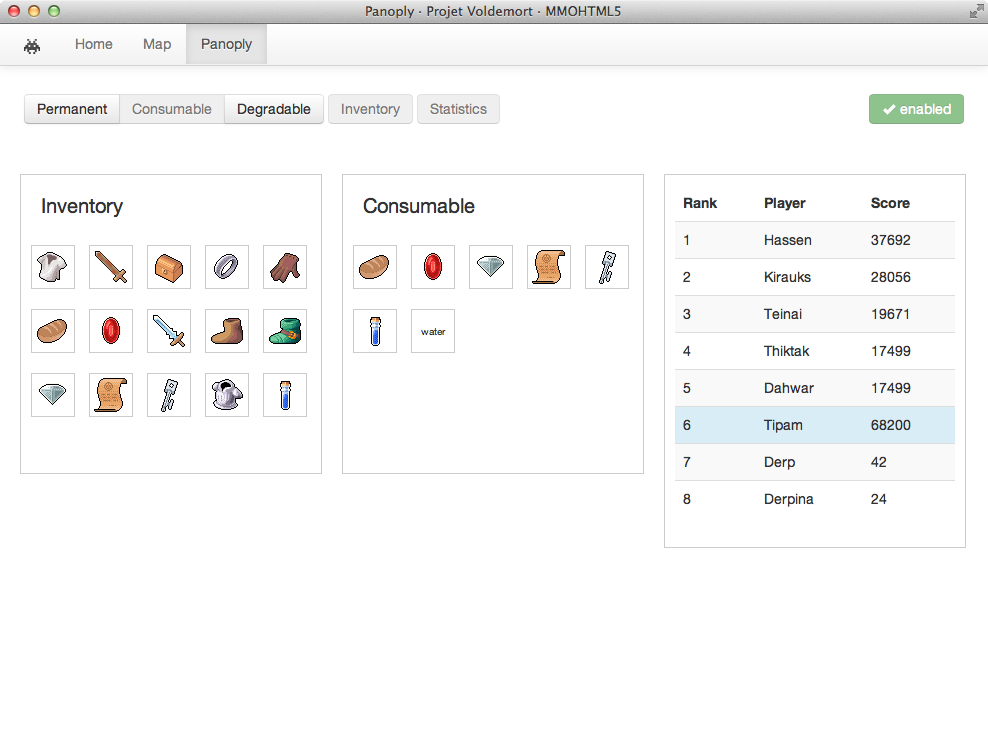 Panoply · Projet Voldemort · MMOHTML5
Home Map Panoply
Permanent Consumable Degradable Inventory Statistics enabled
Inventory
Consumable
water
Rank Player Score
1 Hassen 37692
2 Kirauks 28056
3 Teinai 19671
4 Thiktak 17499
5 Dahwar 17499
6 Tipam 68200
7 Derp 42
8 Derpina 24